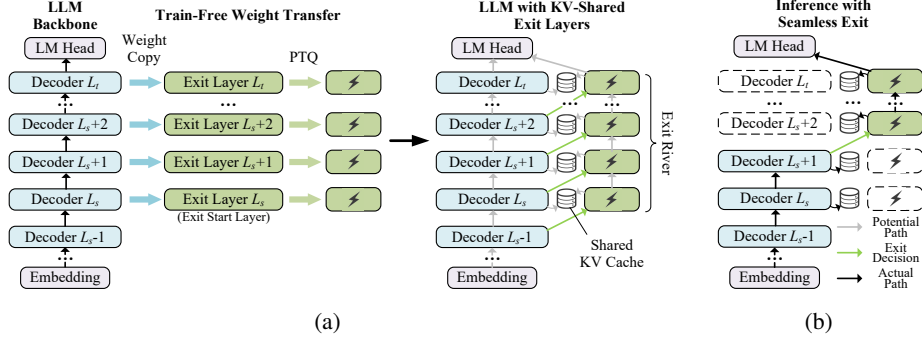 LLM
Backbone
Train-Free Weight Transfer
LLM with KV-Shared
Exit Layers
Inference with
Seamless Exit
LM Head
Weight
Copy
PTQ
Decoder Lt
Exit Layer Lt
...
...
Decoder Ls+2
Exit Layer Ls+2
Decoder Ls+1
Exit Layer Ls+1
Decoder Ls
Exit Layer Ls
(Exit Start Layer)
Decoder Ls-1
...
Embedding
(a)
LM Head
Decoder Lt
...
...
Decoder Ls+2
Decoder Ls+1
Decoder Ls
Decoder Ls-1
...
Embedding
Exit River
Shared
KV Cache
LM Head
Decoder Lt
...
...
Decoder Ls+2
Decoder Ls+1
Decoder Ls
Decoder Ls-1
...
Embedding
Potential
Path
Exit
Decision
Actual
Path
(b)